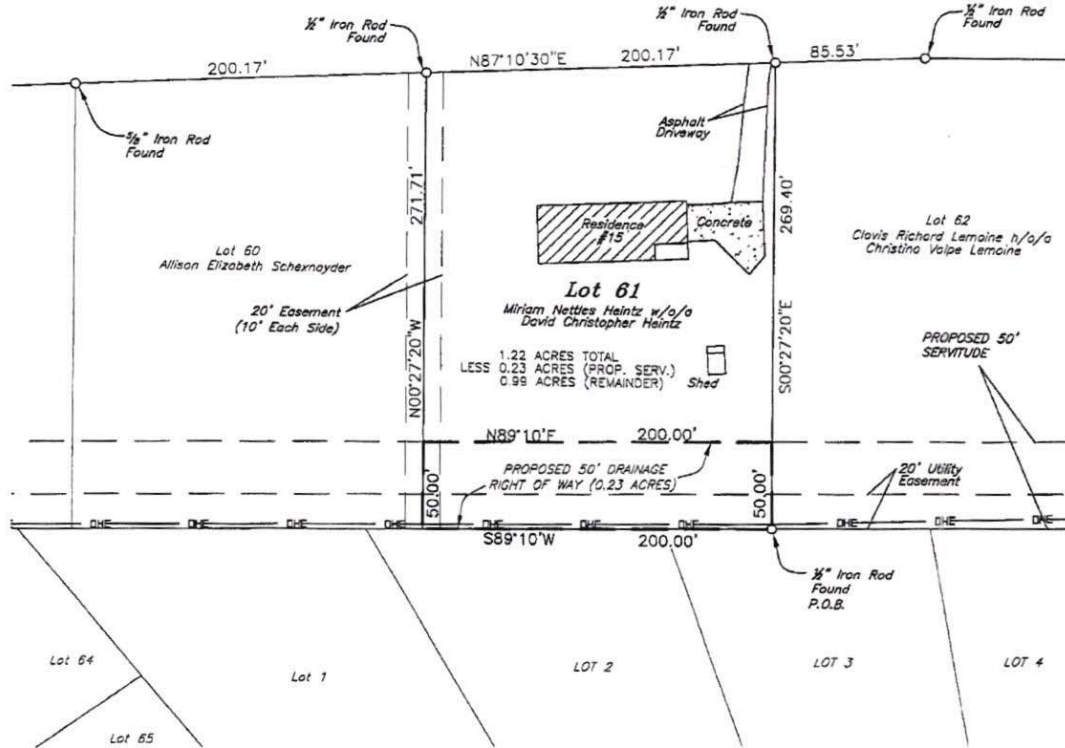 ½" Iron Rod
Found
½" Iron Rod
Found
½" Iron Rod
Found
200.17'
N87°10'30"E
200.17'
85.53'
⅝" Iron Rod
Found
Asphalt
Driveway
271.71'
269.40'
Residence
#15
Concrete
Lot 60
Allison Elizabeth Schexnayder
Lot 62
Clovis Richard Lemoine h/o/a
Christina Volpe Lemoine
20' Easement
(10' Each Side)
Lot 61
Miriam Nettles Heintz w/o/a
David Christopher Heintz
N00°27'20"W
S00°27'20"E
PROPOSED 50'
SERVITUDE
1.22 ACRES TOTAL
LESS 0.23 ACRES (PROP. SERV.)
0.99 ACRES (REMAINDER)
Shed
N89°10'E
200.00'
PROPOSED 50' DRAINAGE
RIGHT OF WAY (0.23 ACRES)
50.00'
50.00'
20' Utility
Easement
OHE OHE OHE OHE OHE OHE OHE OHE OHE OHE
S89°10'W
200.00'
½" Iron Rod
Found
P.O.B.
Lot 64
Lot 1
LOT 2
LOT 3
LOT 4
Lot 65